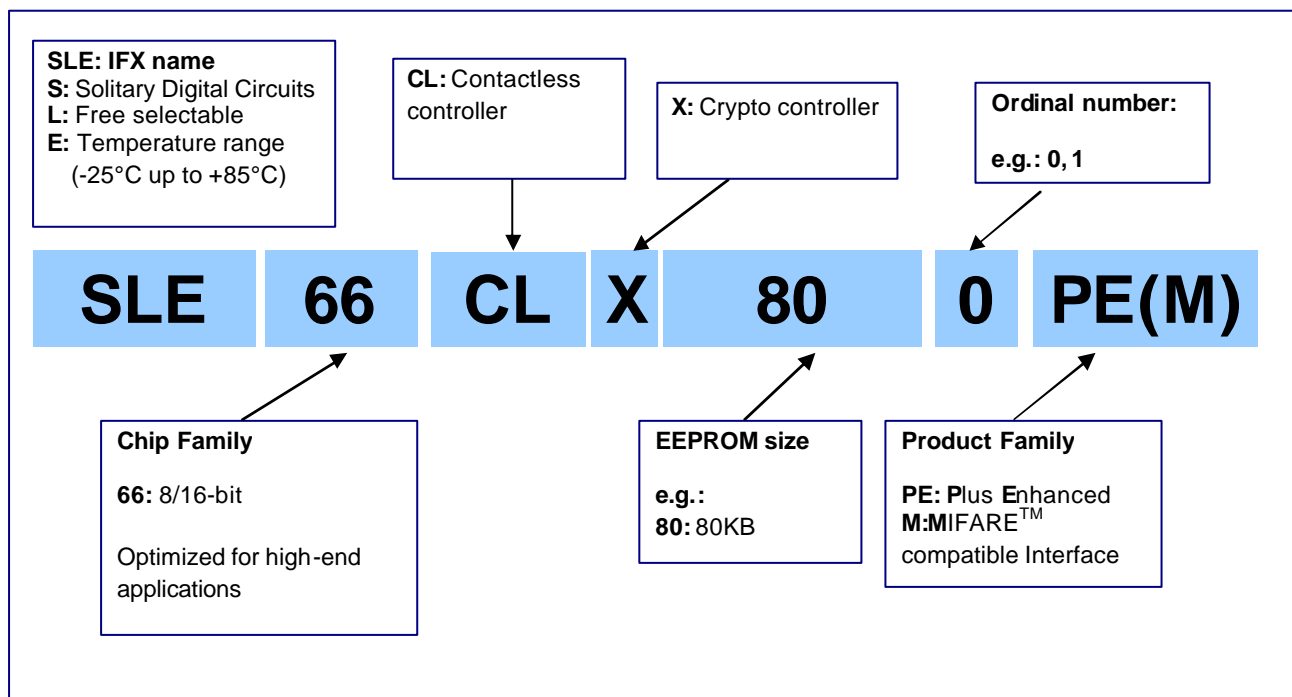 SLE: IFX name
S: Solitary Digital Circuits
L: Free selectable
E: Temperature range
(-25°C up to +85°C)
CL: Contactless
controller
X: Crypto controller
Ordinal number:
e.g.: 0, 1
SLE 66 CL X 80 0 PE(M)
Chip Family
66: 8/16-bit
Optimized for high-end
applications
EEPROM size
e.g.:
80: 80KB
Product Family
PE: Plus Enhanced
M:MIFARE™
compatible Interface